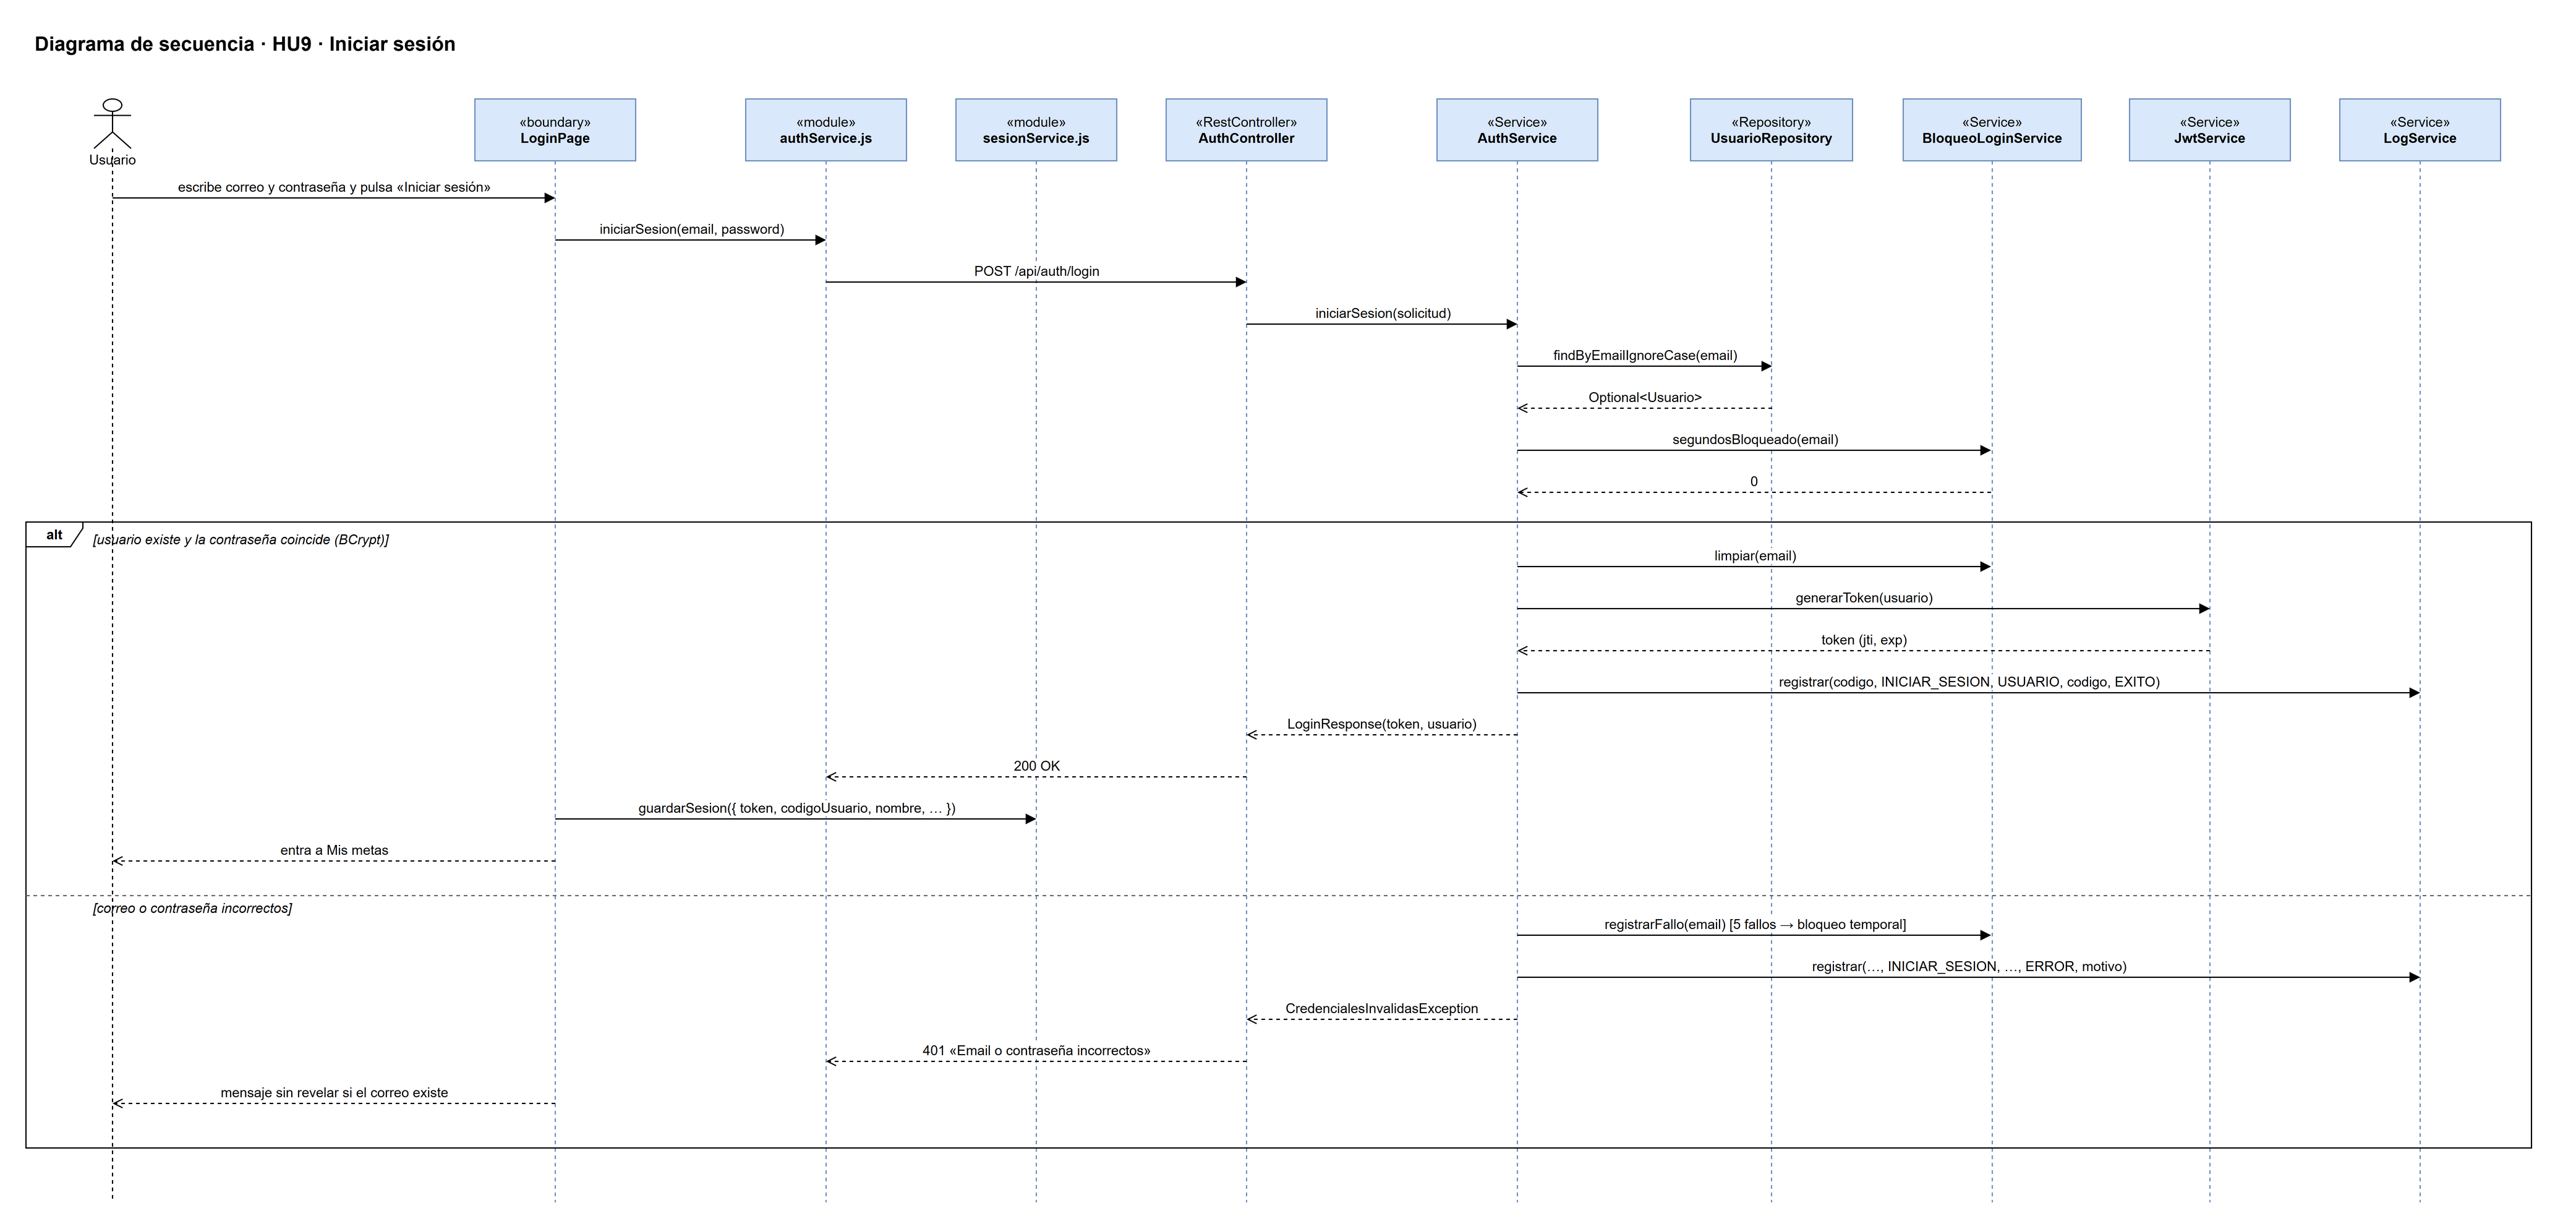 Diagrama de secuencia · HU9 · Iniciar sesión
Usuario
«boundary»
LoginPage
«module»
authService.js
«module»
sesionService.js
«RestController»
AuthController
«Service»
AuthService
«Repository»
UsuarioRepository
«Service»
BloqueoLoginService
«Service»
JwtService
«Service»
LogService
escribe correo y contraseña y pulsa «Iniciar sesión»
iniciarSesion(email, password)
POST /api/auth/login
iniciarSesion(solicitud)
findByEmailIgnoreCase(email)
Optional<Usuario>
segundosBloqueado(email)
0
alt
[usuario existe y la contraseña coincide (BCrypt)]
limpiar(email)
generarToken(usuario)
token (jti, exp)
registrar(codigo, INICIAR_SESION, USUARIO, codigo, EXITO)
LoginResponse(token, usuario)
200 OK
guardarSesion({ token, codigoUsuario, nombre, … })
entra a Mis metas
[correo o contraseña incorrectos]
registrarFallo(email) [5 fallos → bloqueo temporal]
registrar(…, INICIAR_SESION, …, ERROR, motivo)
CredencialesInvalidasException
401 «Email o contraseña incorrectos»
mensaje sin revelar si el correo existe